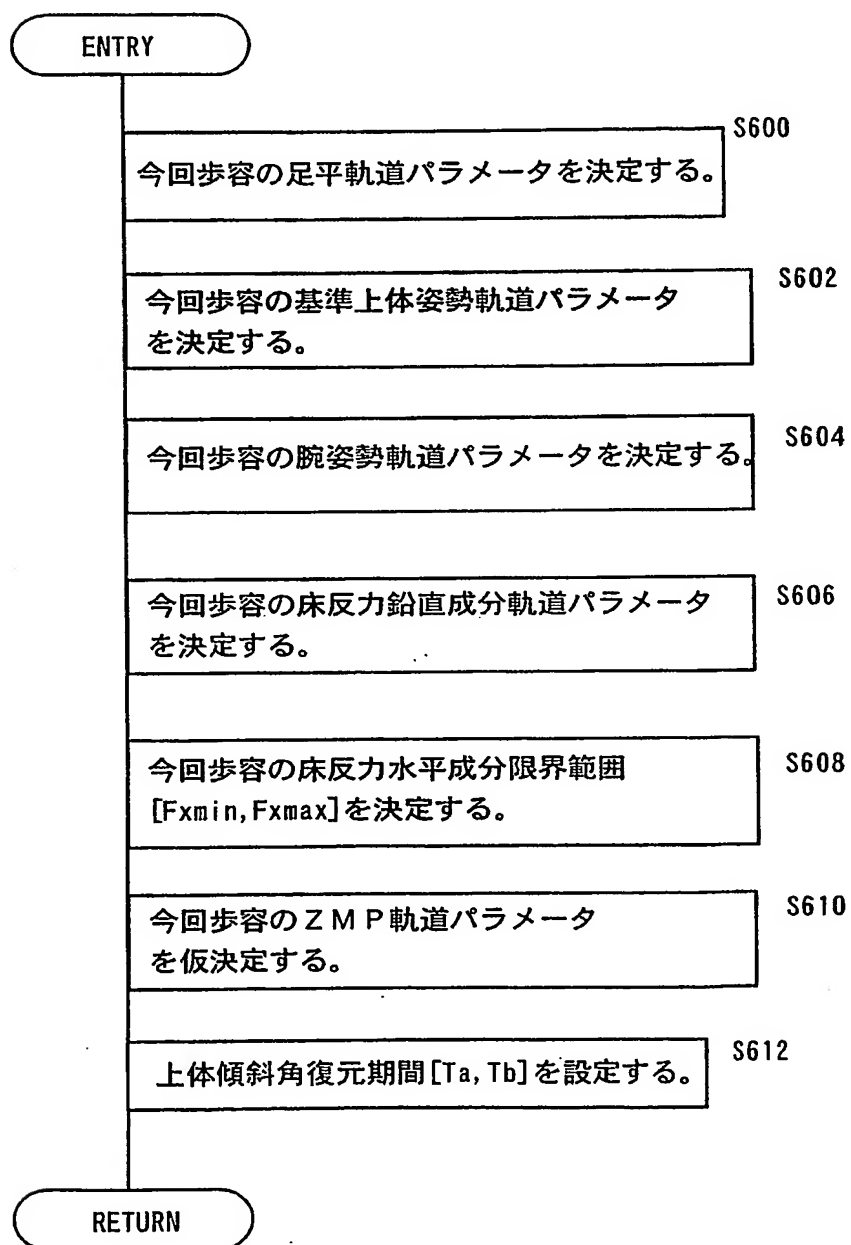 ENTRY
S600
今回歩容の足平軌道パラメータを決定する。
S602
今回歩容の基準上体姿勢軌道パラメータ
を決定する。
S604
今回歩容の腕姿勢軌道パラメータを決定する。
S606
今回歩容の床反力鉛直成分軌道パラメータ
を決定する。
S608
今回歩容の床反力水平成分限界範囲
[Fxmin,Fxmax]を決定する。
S610
今回歩容のＺＭＰ軌道パラメータ
を仮決定する。
S612
上体傾斜角復元期間[Ta,Tb]を設定する。
RETURN